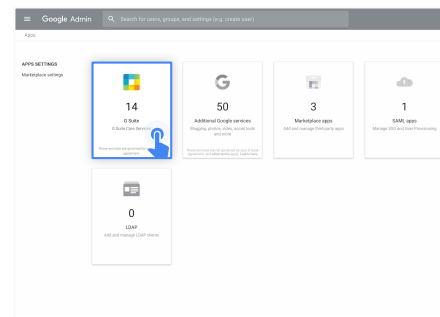 Google Admin
Search for users, groups, and settings (e.g. create user)
Apps
APPS SETTINGS
Marketplace settings
14
G Suite
G Suite Core Services
G
50
Additional Google services
Blogging, photos, video, social tools
and more
3
Marketplace apps
Add and manage third-party apps
1
SAML apps
Manage SSO and User Provisioning
0
LDAP
Add and manage LDAP clients